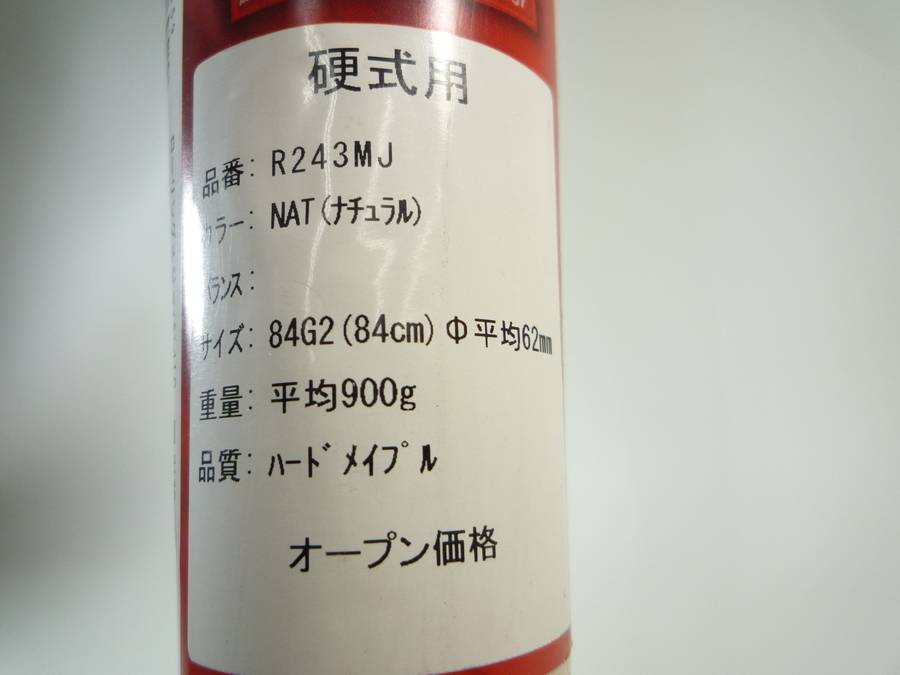 硬式用
品番: R243MJ
カラー: NAT(ﾅﾁｭﾗﾙ)
バランス:
サイズ: 84G2(84cm)Φ平均62mm
重量: 平均900g
品質: ﾊｰﾄﾞﾒｲﾌﾟﾙ
オープン価格